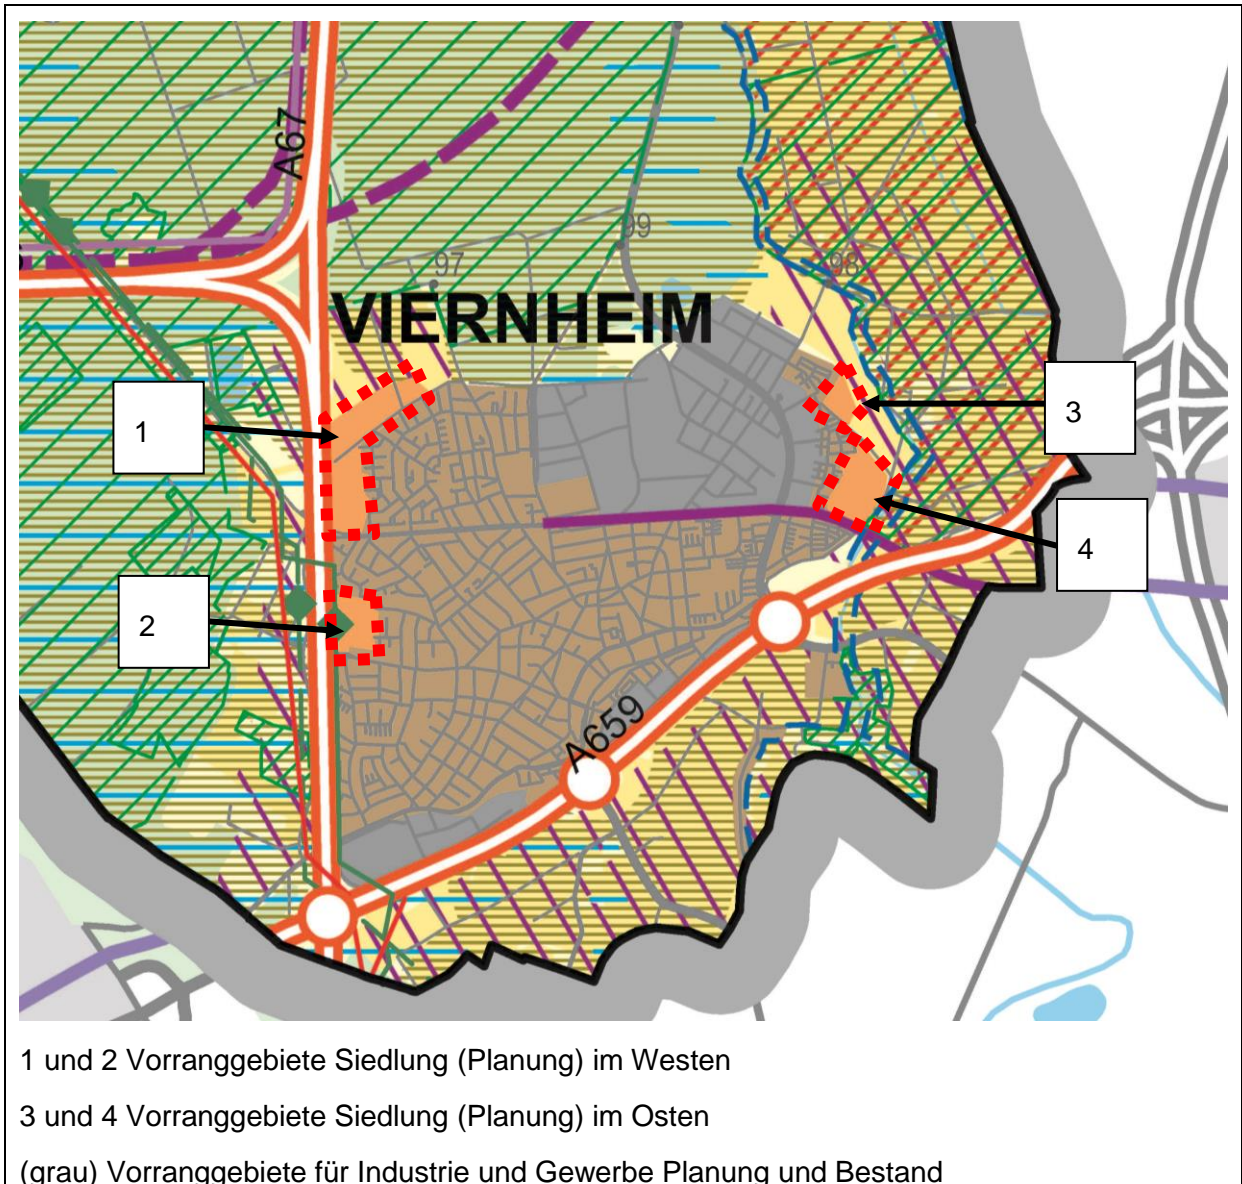 A67
99
97
98
VIERNHEIM
1
3
2
4
A659
1 und 2 Vorranggebiete Siedlung (Planung) im Westen
3 und 4 Vorranggebiete Siedlung (Planung) im Osten
(grau) Vorranggebiete für Industrie und Gewerbe Planung und Bestand